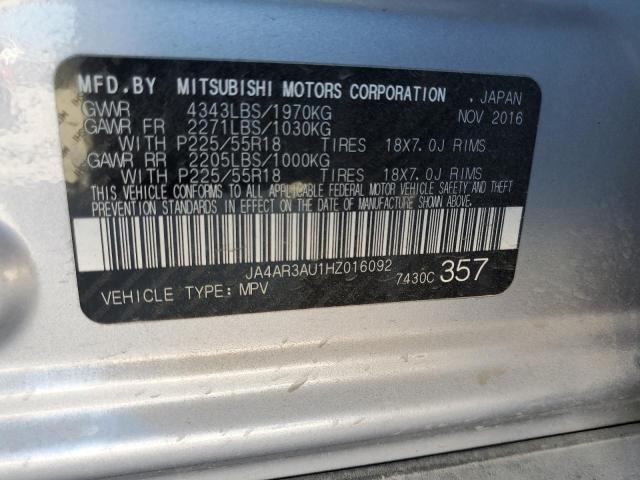 MFD.BY MITSUBISHI MOTORS CORPORATION . JAPAN
GVWR 4343LBS/1970KG NOV 2016
GAWR FR 2271LBS/1030KG
WITH P225/55R18 TIRES 18X7.0J RIMS
GAWR RR 2205LBS/1000KG
WITH P225/55R18 TIRES 18X7.0J RIMS
THIS VEHICLE CONFORMS TO ALL APPLICABLE FEDERAL MOTOR VEHICLE SAFETY AND THEFT
PREVENTION STANDARDS IN EFFECT ON THE DATE OF MANUFACTURE SHOWN ABOVE.
JA4AR3AU1HZ016092
VEHICLE TYPE: MPV 7430C 357